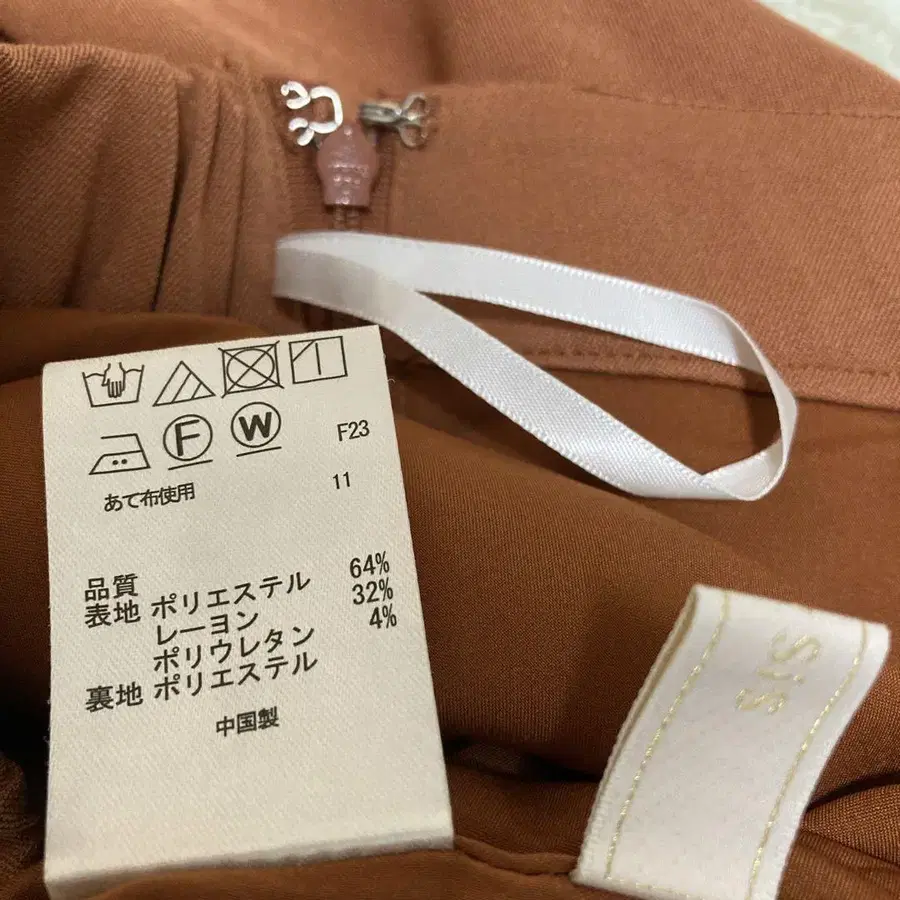 F
W
F23
あて布使用
11
品質
表地 ポリエステル 64%
レーヨン 32%
ポリウレタン 4%
裏地 ポリエステル
中国製
S/S